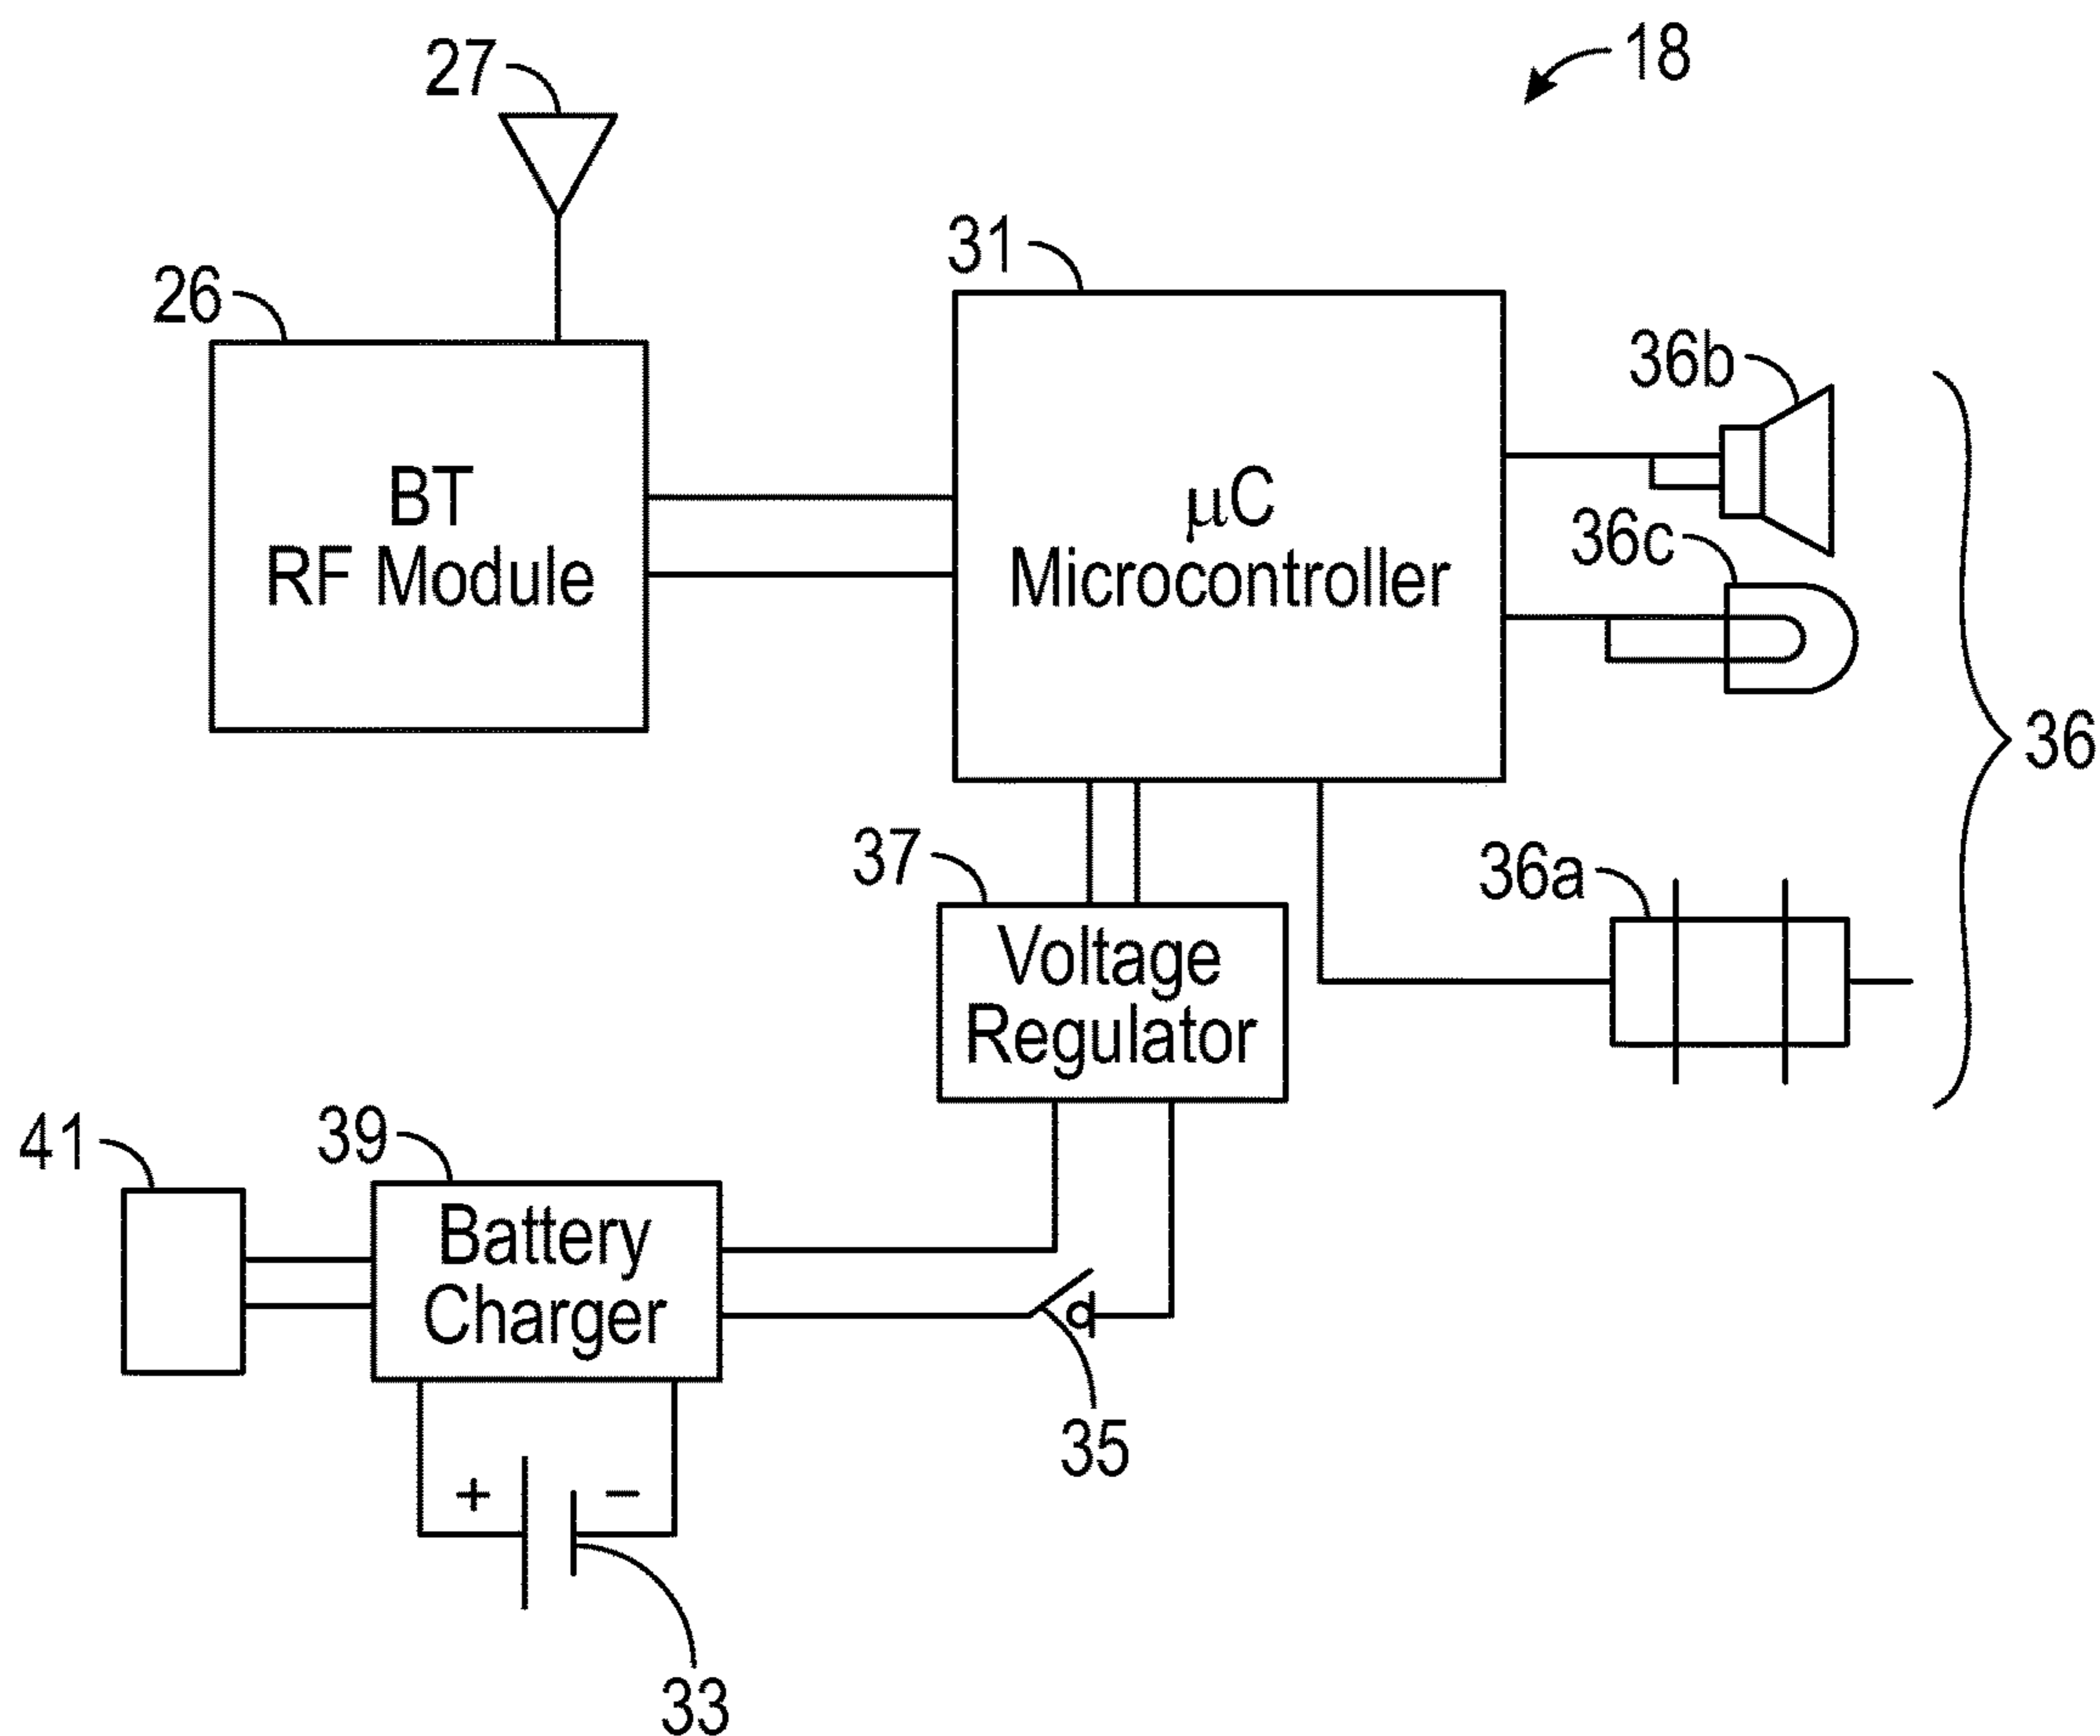 27
18
31
26
36b
BT
RF Module
µC
Microcontroller
36c
36
37
36a
Voltage
Regulator
41
39
Battery
Charger
35
+
−
33